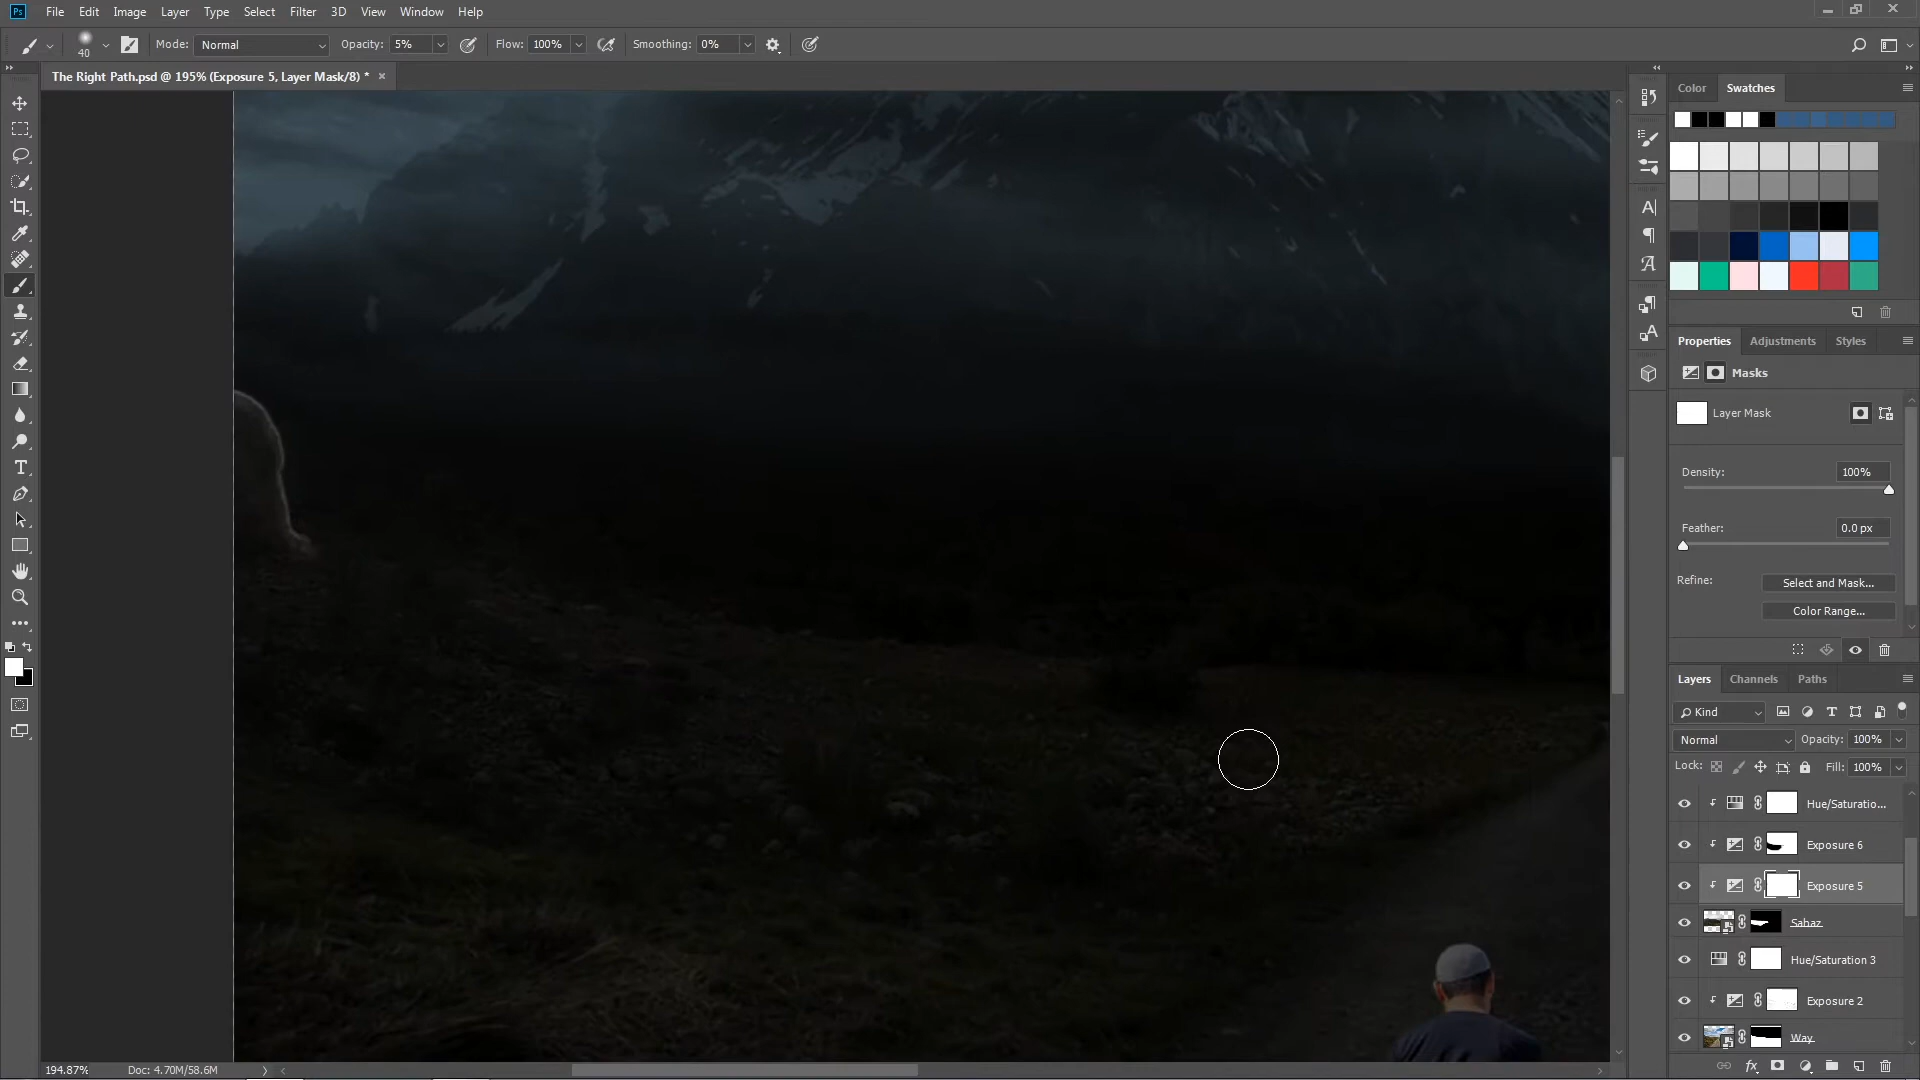 Ps File Edit Image Layer Type Select Filter 3D View Window Help
40 Mode: Normal Opacity: 5% Flow: 100% Smoothing: 0%
The Right Path.psd @ 195% (Exposure 5, Layer Mask/8) * ×
Color Swatches
Properties Adjustments Styles
Masks
Layer Mask
Density: 100%
Feather: 0.0 px
Refine: Select and Mask...
Color Range...
Layers Channels Paths
Kind
Normal Opacity: 100%
Lock: Fill: 100%
Hue/Saturatio...
Exposure 6
Exposure 5
Sahaz
Hue/Saturation 3
Exposure 2
Way
194.87% Doc: 4.70M/58.6M